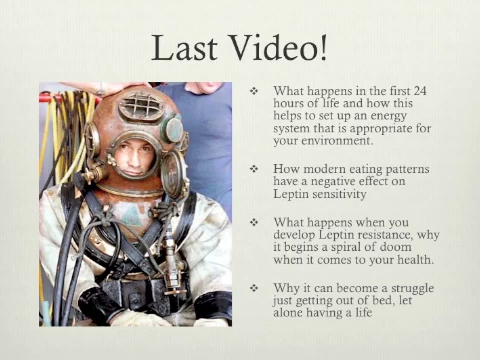 Last Video!
What happens in the first 24
hours of life and how this
helps to set up an energy
system that is appropriate for
your environment.
How modern eating patterns
have a negative effect on
Leptin sensitivity
What happens when you
develop Leptin resistance, why
it begins a spiral of doom
when it comes to your health.
Why it can become a struggle
just getting out of bed, let
alone having a life